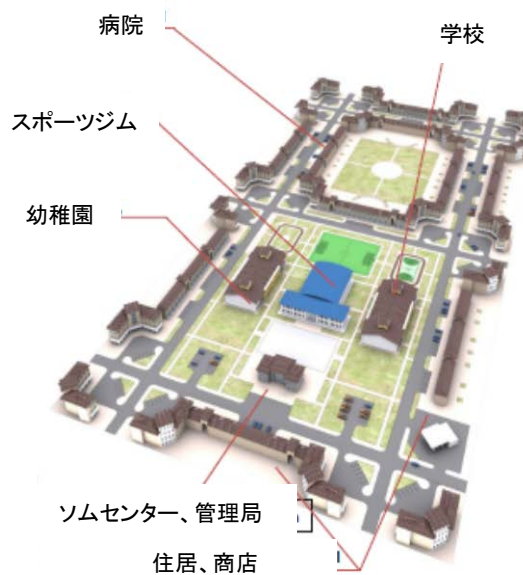 病院
学校
スポーツジム
幼稚園
ソムセンター、管理局
住居、商店